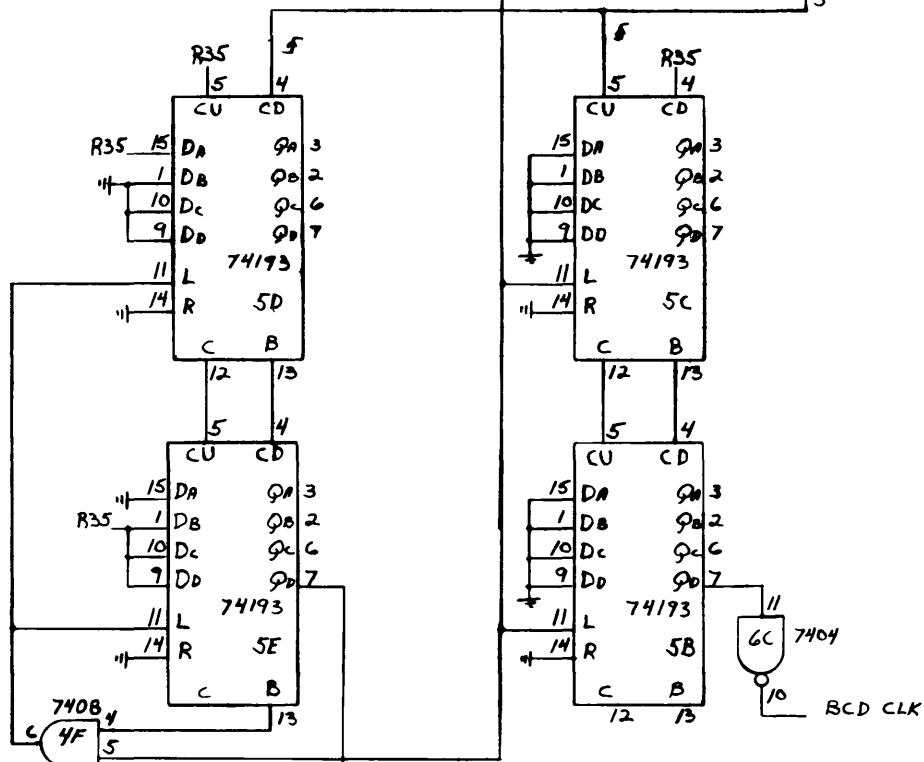 5
5
5
R35
5
4
CU
CD
R35 15 DA QA 3
1 DB QB 2
10 DC QC 6
9 DD QD 7
74193
11 L
14 R
5D
C B
12 13
5
4
CU
CD
15 DA QA 3
R35 1 DB QB 2
10 DC QC 6
9 DD QD 7
74193
11 L
14 R
5E
C B
13
7408
4
6 4F
5
R35
5
4
CU
CD
15 DA QA 3
1 DB QB 2
10 DC QC 6
9 DD QD 7
74193
11 L
14 R
5C
C B
12 13
5
4
CU
CD
15 DA QA 3
1 DB QB 2
10 DC QC 6
9 DD QD 7
74193
11 L
14 R
5B
C B
12 13
11
6C 7404
10
BCD CLK